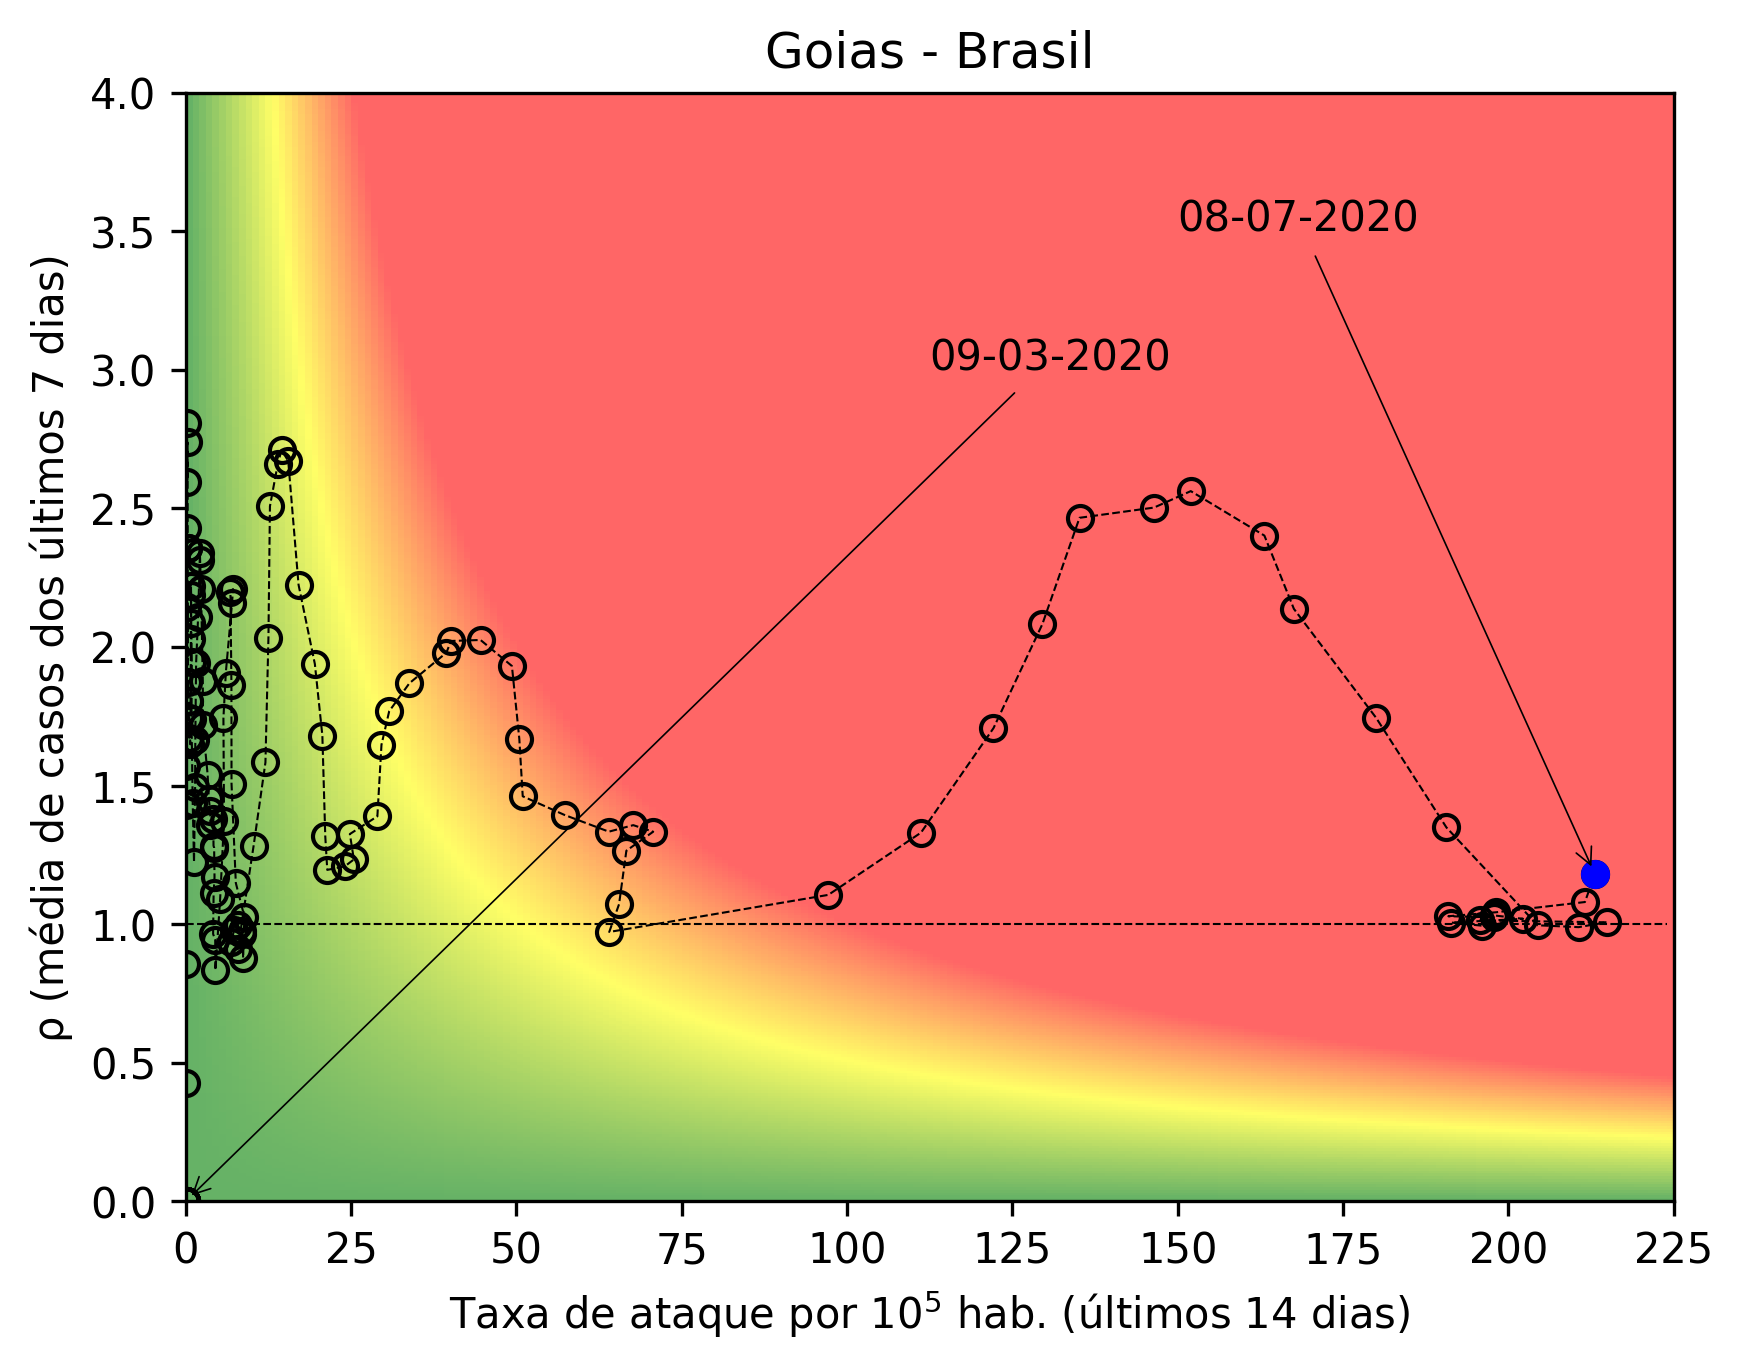 Goias - Brasil
4.0
3.5
3.0
2.5
2.0
1.5
1.0
0.5
0.0
ρ (média de casos dos últimos 7 dias)
08-07-2020
09-03-2020
0 25 50 75 100 125 150 175 200 225
Taxa de ataque por 10⁵ hab. (últimos 14 dias)